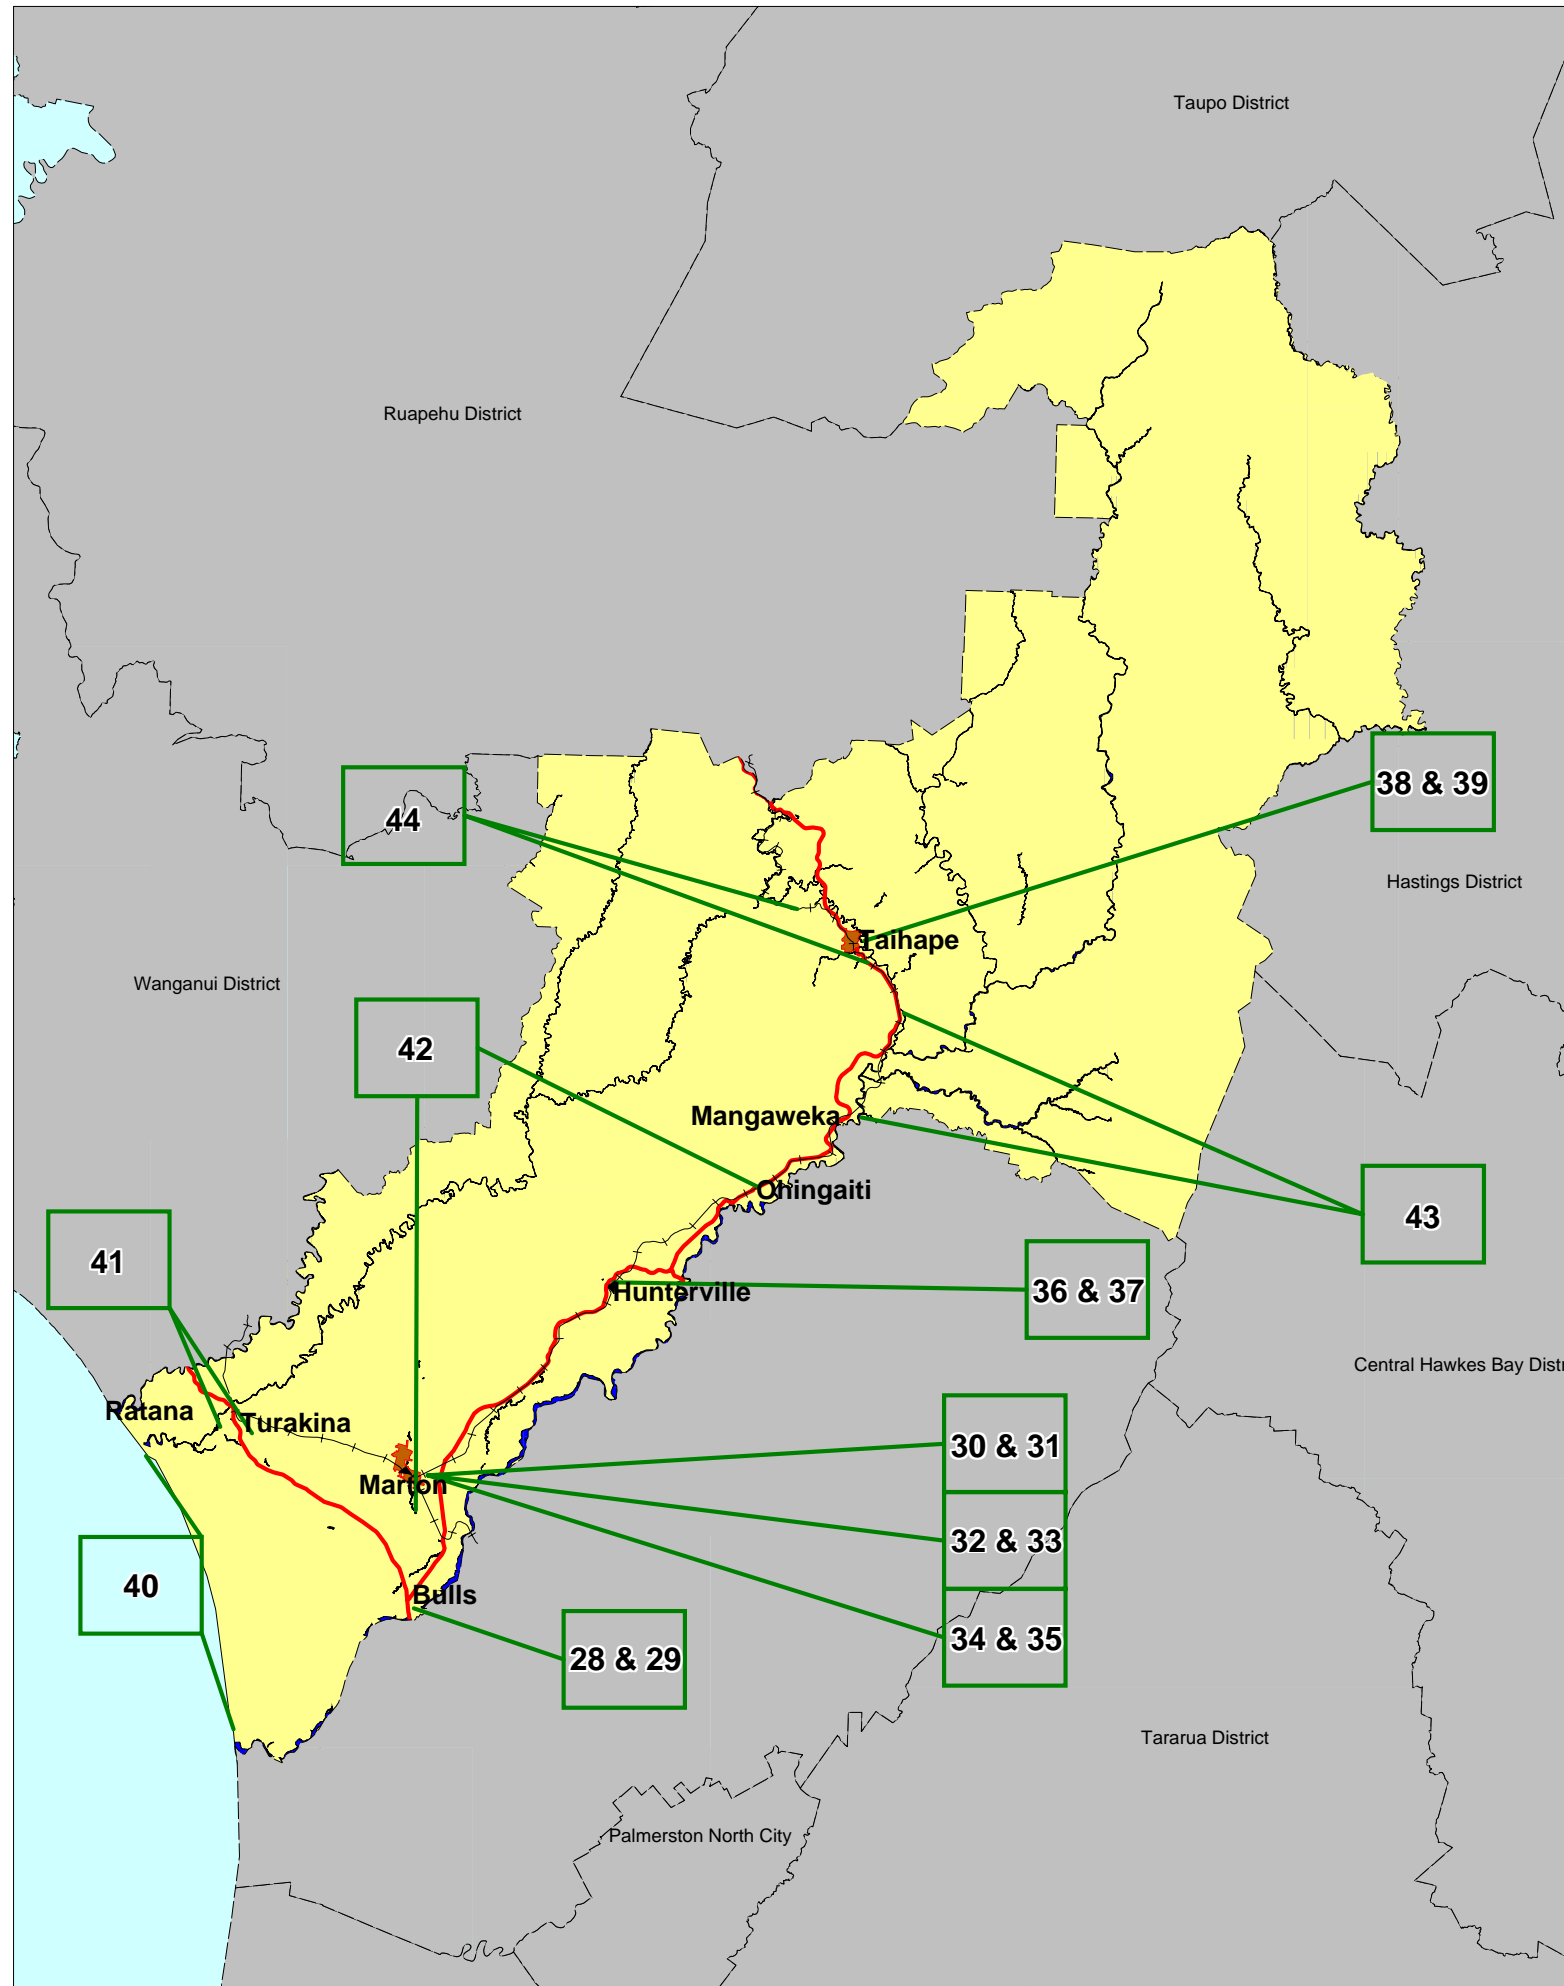 Taupo District
Ruapehu District
38 & 39
44
Hastings District
Taihape
Wanganui District
42
Mangaweka
Ohingaiti
43
41
36 & 37
Hunterville
Central Hawkes Bay Distr
Ratana
Turakina
30 & 31
Marton
32 & 33
40
Bulls
34 & 35
28 & 29
Tararua District
Palmerston North City